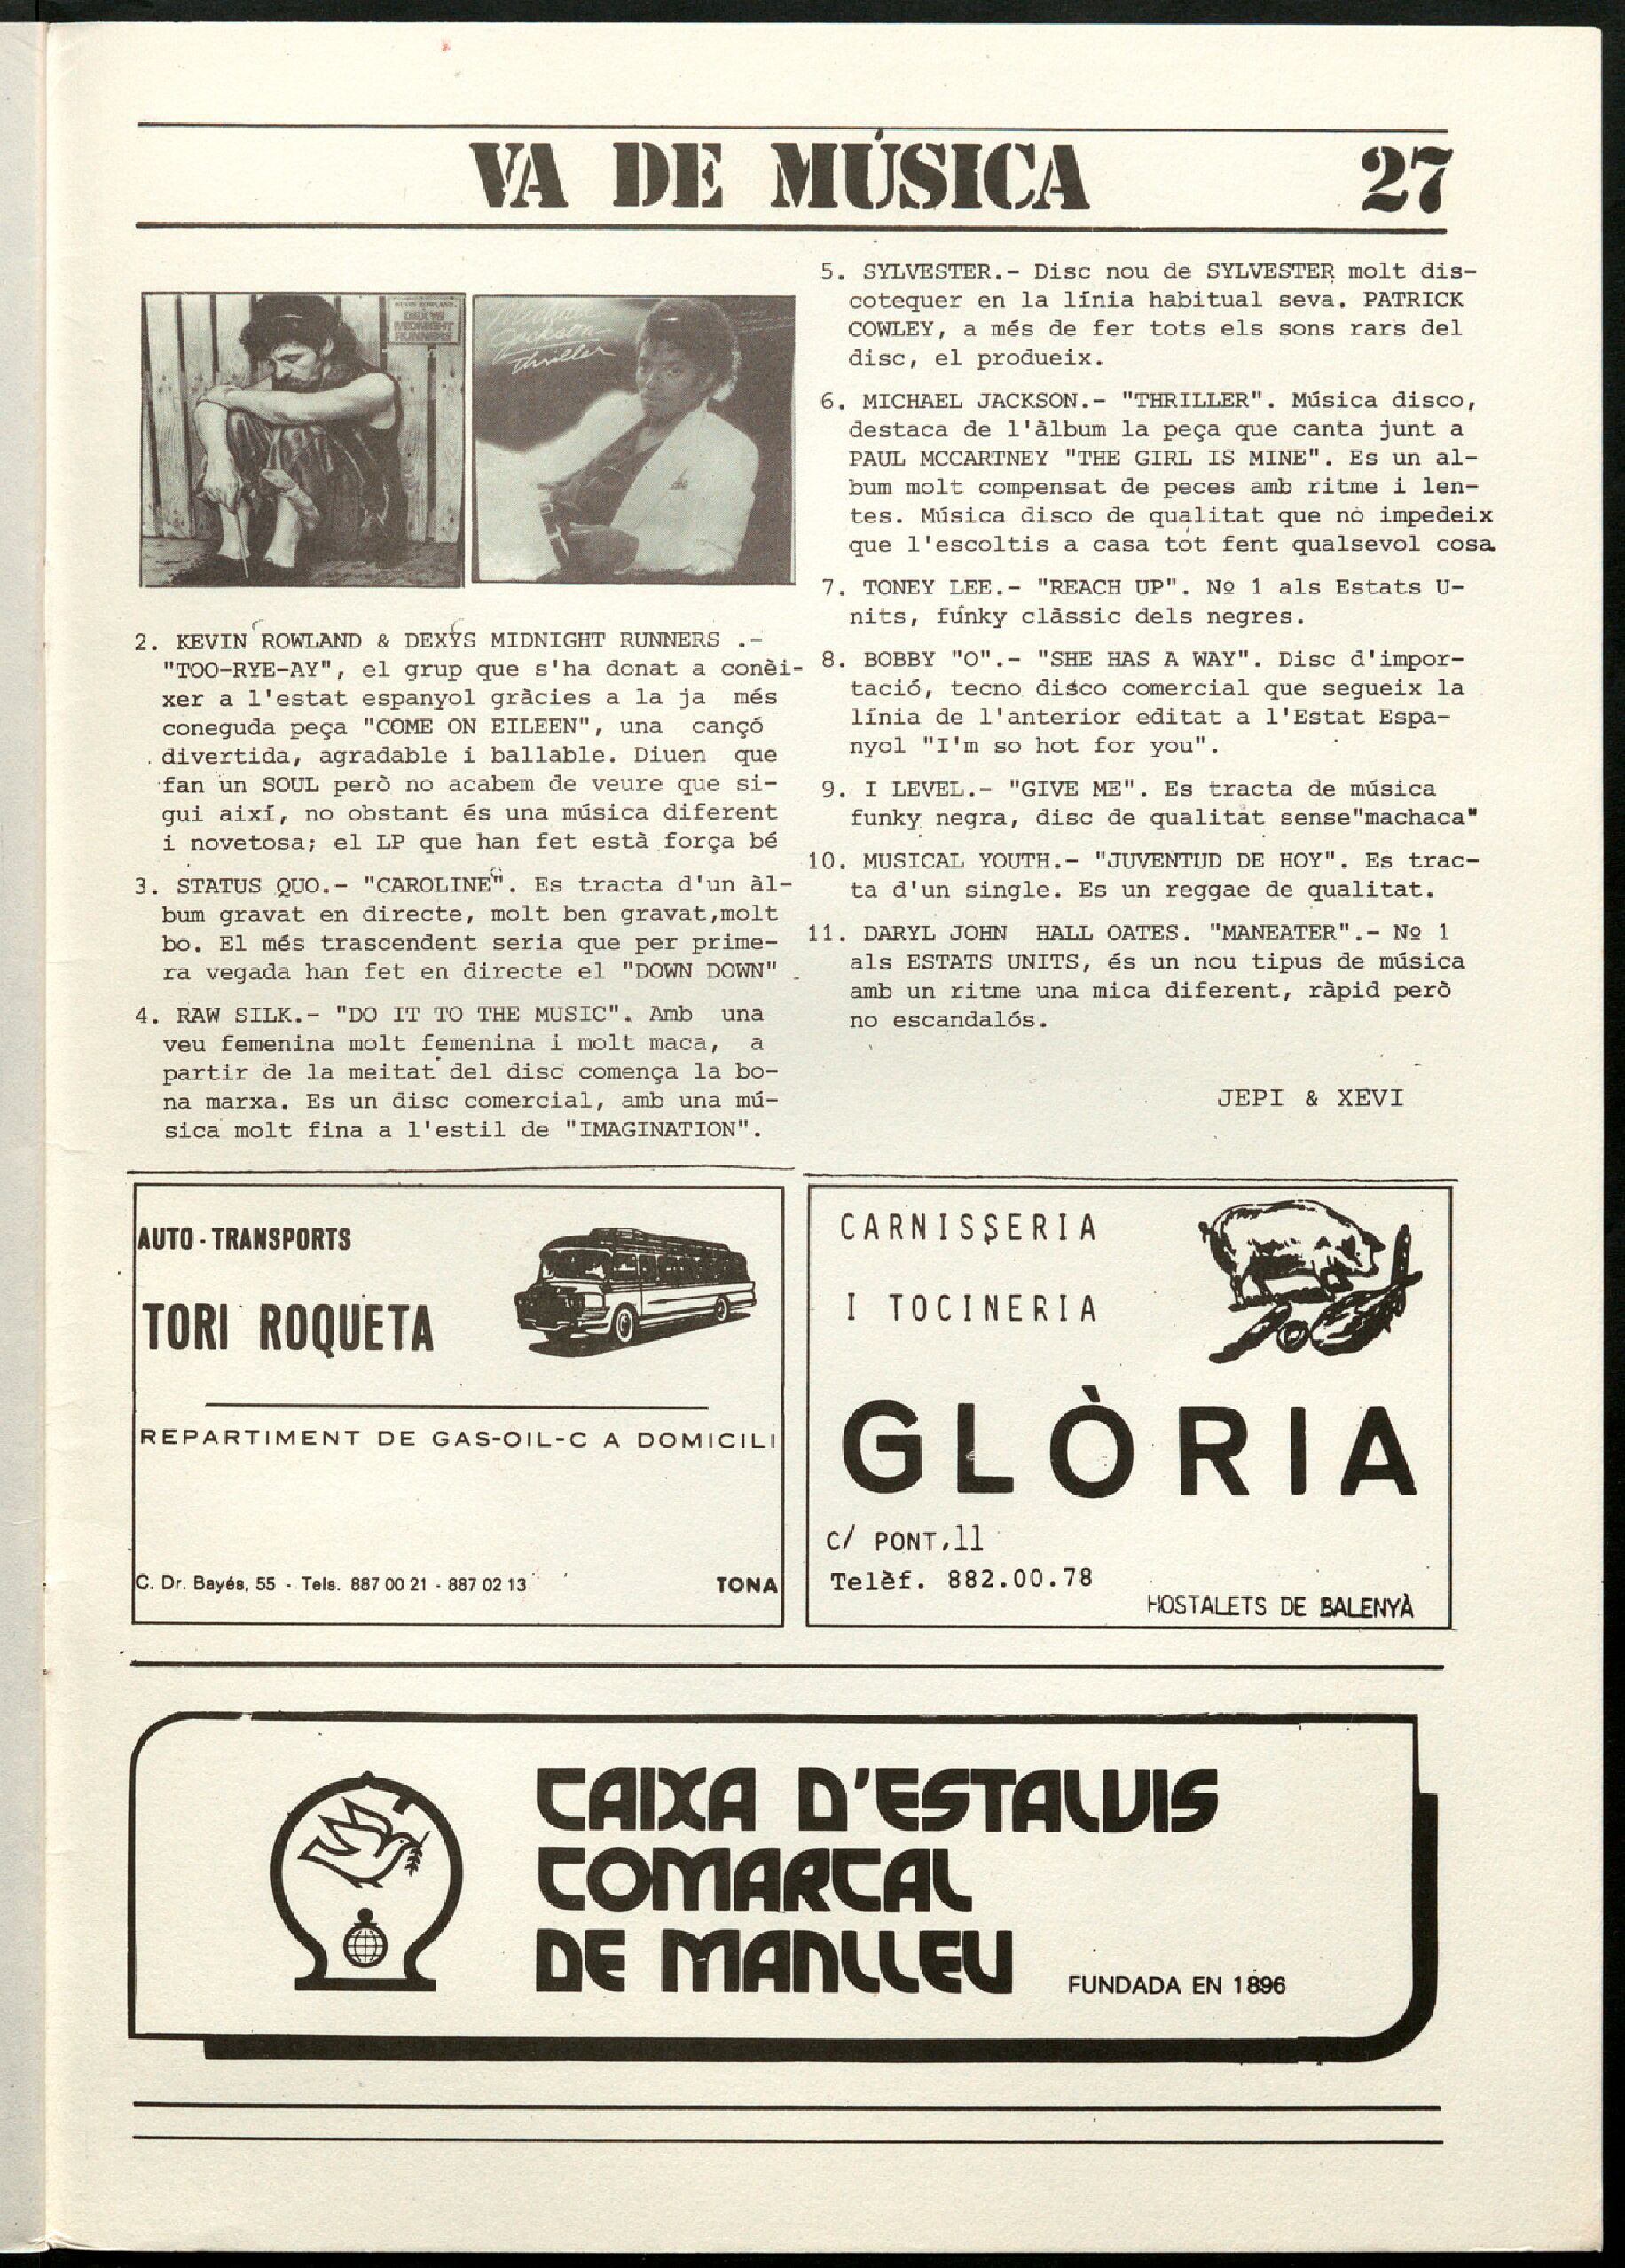 VA DE MÚSICA
27
KEVIN ROWLAND
& DEXYS
MIDNIGHT
RUNNERS
Michael
Jackson
Thriller
2. KEVIN ROWLAND & DEXYS MIDNIGHT RUNNERS .-
"TOO-RYE-AY", el grup que s'ha donat a conèi-
xer a l'estat espanyol gràcies a la ja més
coneguda peça "COME ON EILEEN", una cançó
divertida, agradable i ballable. Diuen que
fan un SOUL però no acabem de veure que si-
gui així, no obstant és una música diferent
i novetosa; el LP que han fet està força bé
3. STATUS QUO.- "CAROLINE". Es tracta d'un àl-
bum gravat en directe, molt ben gravat,molt
bo. El més trascendent seria que per prime-
ra vegada han fet en directe el "DOWN DOWN"
4. RAW SILK.- "DO IT TO THE MUSIC". Amb una
veu femenina molt femenina i molt maca, a
partir de la meitat del disc comença la bo-
na marxa. Es un disc comercial, amb una mú-
sica molt fina a l'estil de "IMAGINATION".
5. SYLVESTER.- Disc nou de SYLVESTER molt dis-
cotequer en la línia habitual seva. PATRICK
COWLEY, a més de fer tots els sons rars del
disc, el produeix.
6. MICHAEL JACKSON.- "THRILLER". Música disco,
destaca de l'àlbum la peça que canta junt a
PAUL MCCARTNEY "THE GIRL IS MINE". Es un al-
bum molt compensat de peces amb ritme i len-
tes. Música disco de qualitat que no impedeix
que l'escoltis a casa tot fent qualsevol cosa
7. TONEY LEE.- "REACH UP". Nº 1 als Estats U-
nits, funky clàssic dels negres.
8. BOBBY "O".- "SHE HAS A WAY". Disc d'impor-
tació, tecno disco comercial que segueix la
línia de l'anterior editat a l'Estat Espa-
nyol "I'm so hot for you".
9. I LEVEL.- "GIVE ME". Es tracta de música
funky negra, disc de qualitat sense"machaca"
10. MUSICAL YOUTH.- "JUVENTUD DE HOY". Es trac-
ta d'un single. Es un reggae de qualitat.
11. DARYL JOHN HALL OATES. "MANEATER".- Nº 1
als ESTATS UNITS, és un nou tipus de música
amb un ritme una mica diferent, ràpid però
no escandalós.
JEPI & XEVI
AUTO-TRANSPORTS
TORI ROQUETA
REPARTIMENT DE GAS-OIL-C A DOMICILI
C. Dr. Bayés, 55 - Tels. 887 00 21 - 887 02 13 TONA
CARNISSERIA
I TOCINERIA
GLÒRIA
C/ PONT,11
Telèf. 882.00.78
HOSTALETS DE BALENYÀ
CAIXA D'ESTALVIS
COMARCAL
DE MANLLEU
FUNDADA EN 1896